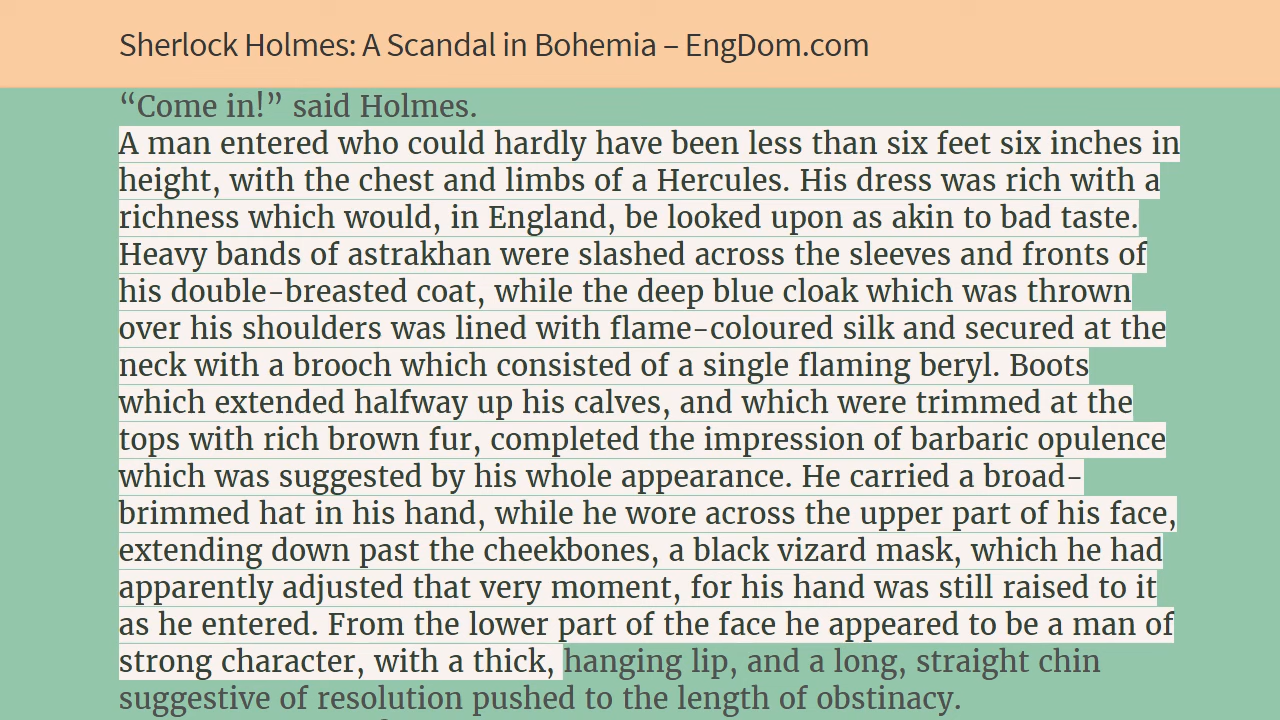 Sherlock Holmes: A Scandal in Bohemia – EngDom.com
“Come in!” said Holmes.
A man entered who could hardly have been less than six feet six inches in
height, with the chest and limbs of a Hercules. His dress was rich with a
richness which would, in England, be looked upon as akin to bad taste.
Heavy bands of astrakhan were slashed across the sleeves and fronts of
his double-breasted coat, while the deep blue cloak which was thrown
over his shoulders was lined with flame-coloured silk and secured at the
neck with a brooch which consisted of a single flaming beryl. Boots
which extended halfway up his calves, and which were trimmed at the
tops with rich brown fur, completed the impression of barbaric opulence
which was suggested by his whole appearance. He carried a broad-
brimmed hat in his hand, while he wore across the upper part of his face,
extending down past the cheekbones, a black vizard mask, which he had
apparently adjusted that very moment, for his hand was still raised to it
as he entered. From the lower part of the face he appeared to be a man of
strong character, with a thick, hanging lip, and a long, straight chin
suggestive of resolution pushed to the length of obstinacy.